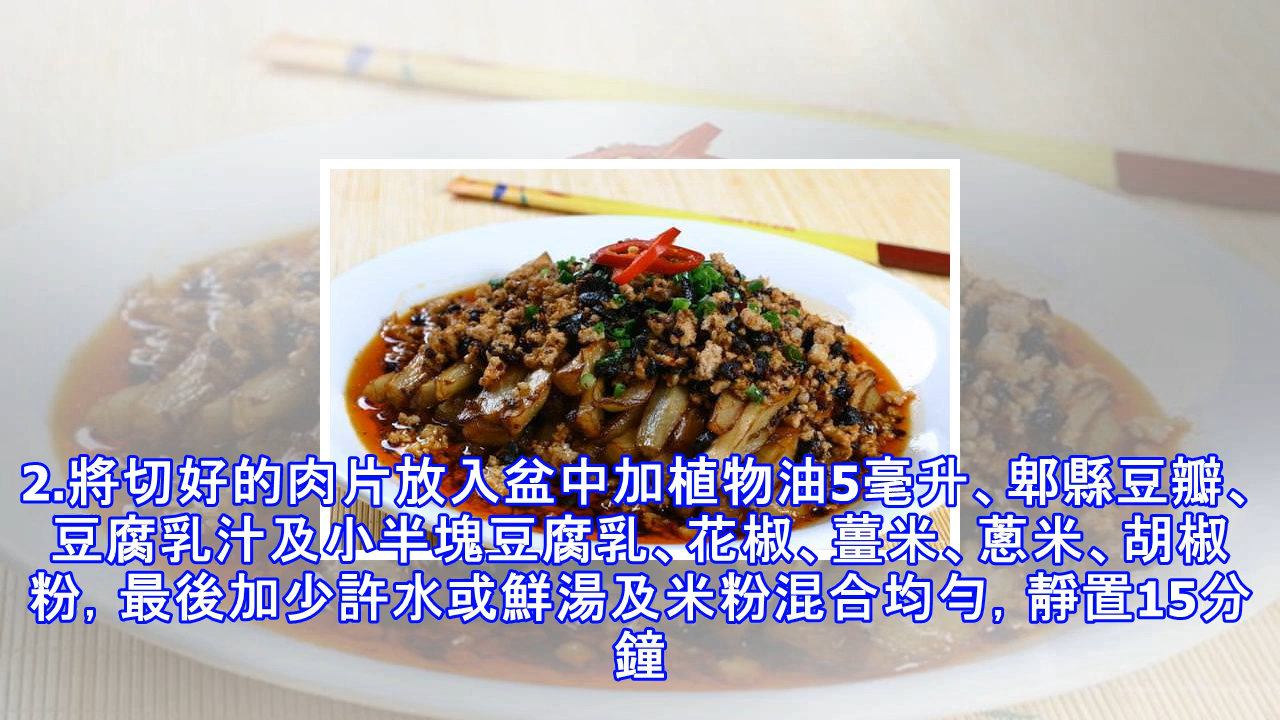 2.將切好的肉片放入盆中加植物油5毫升、郫縣豆瓣、
豆腐乳汁及小半塊豆腐乳、花椒、薑米、蔥米、胡椒
粉, 最後加少許水或鮮湯及米粉混合均勻, 靜置15分
鐘